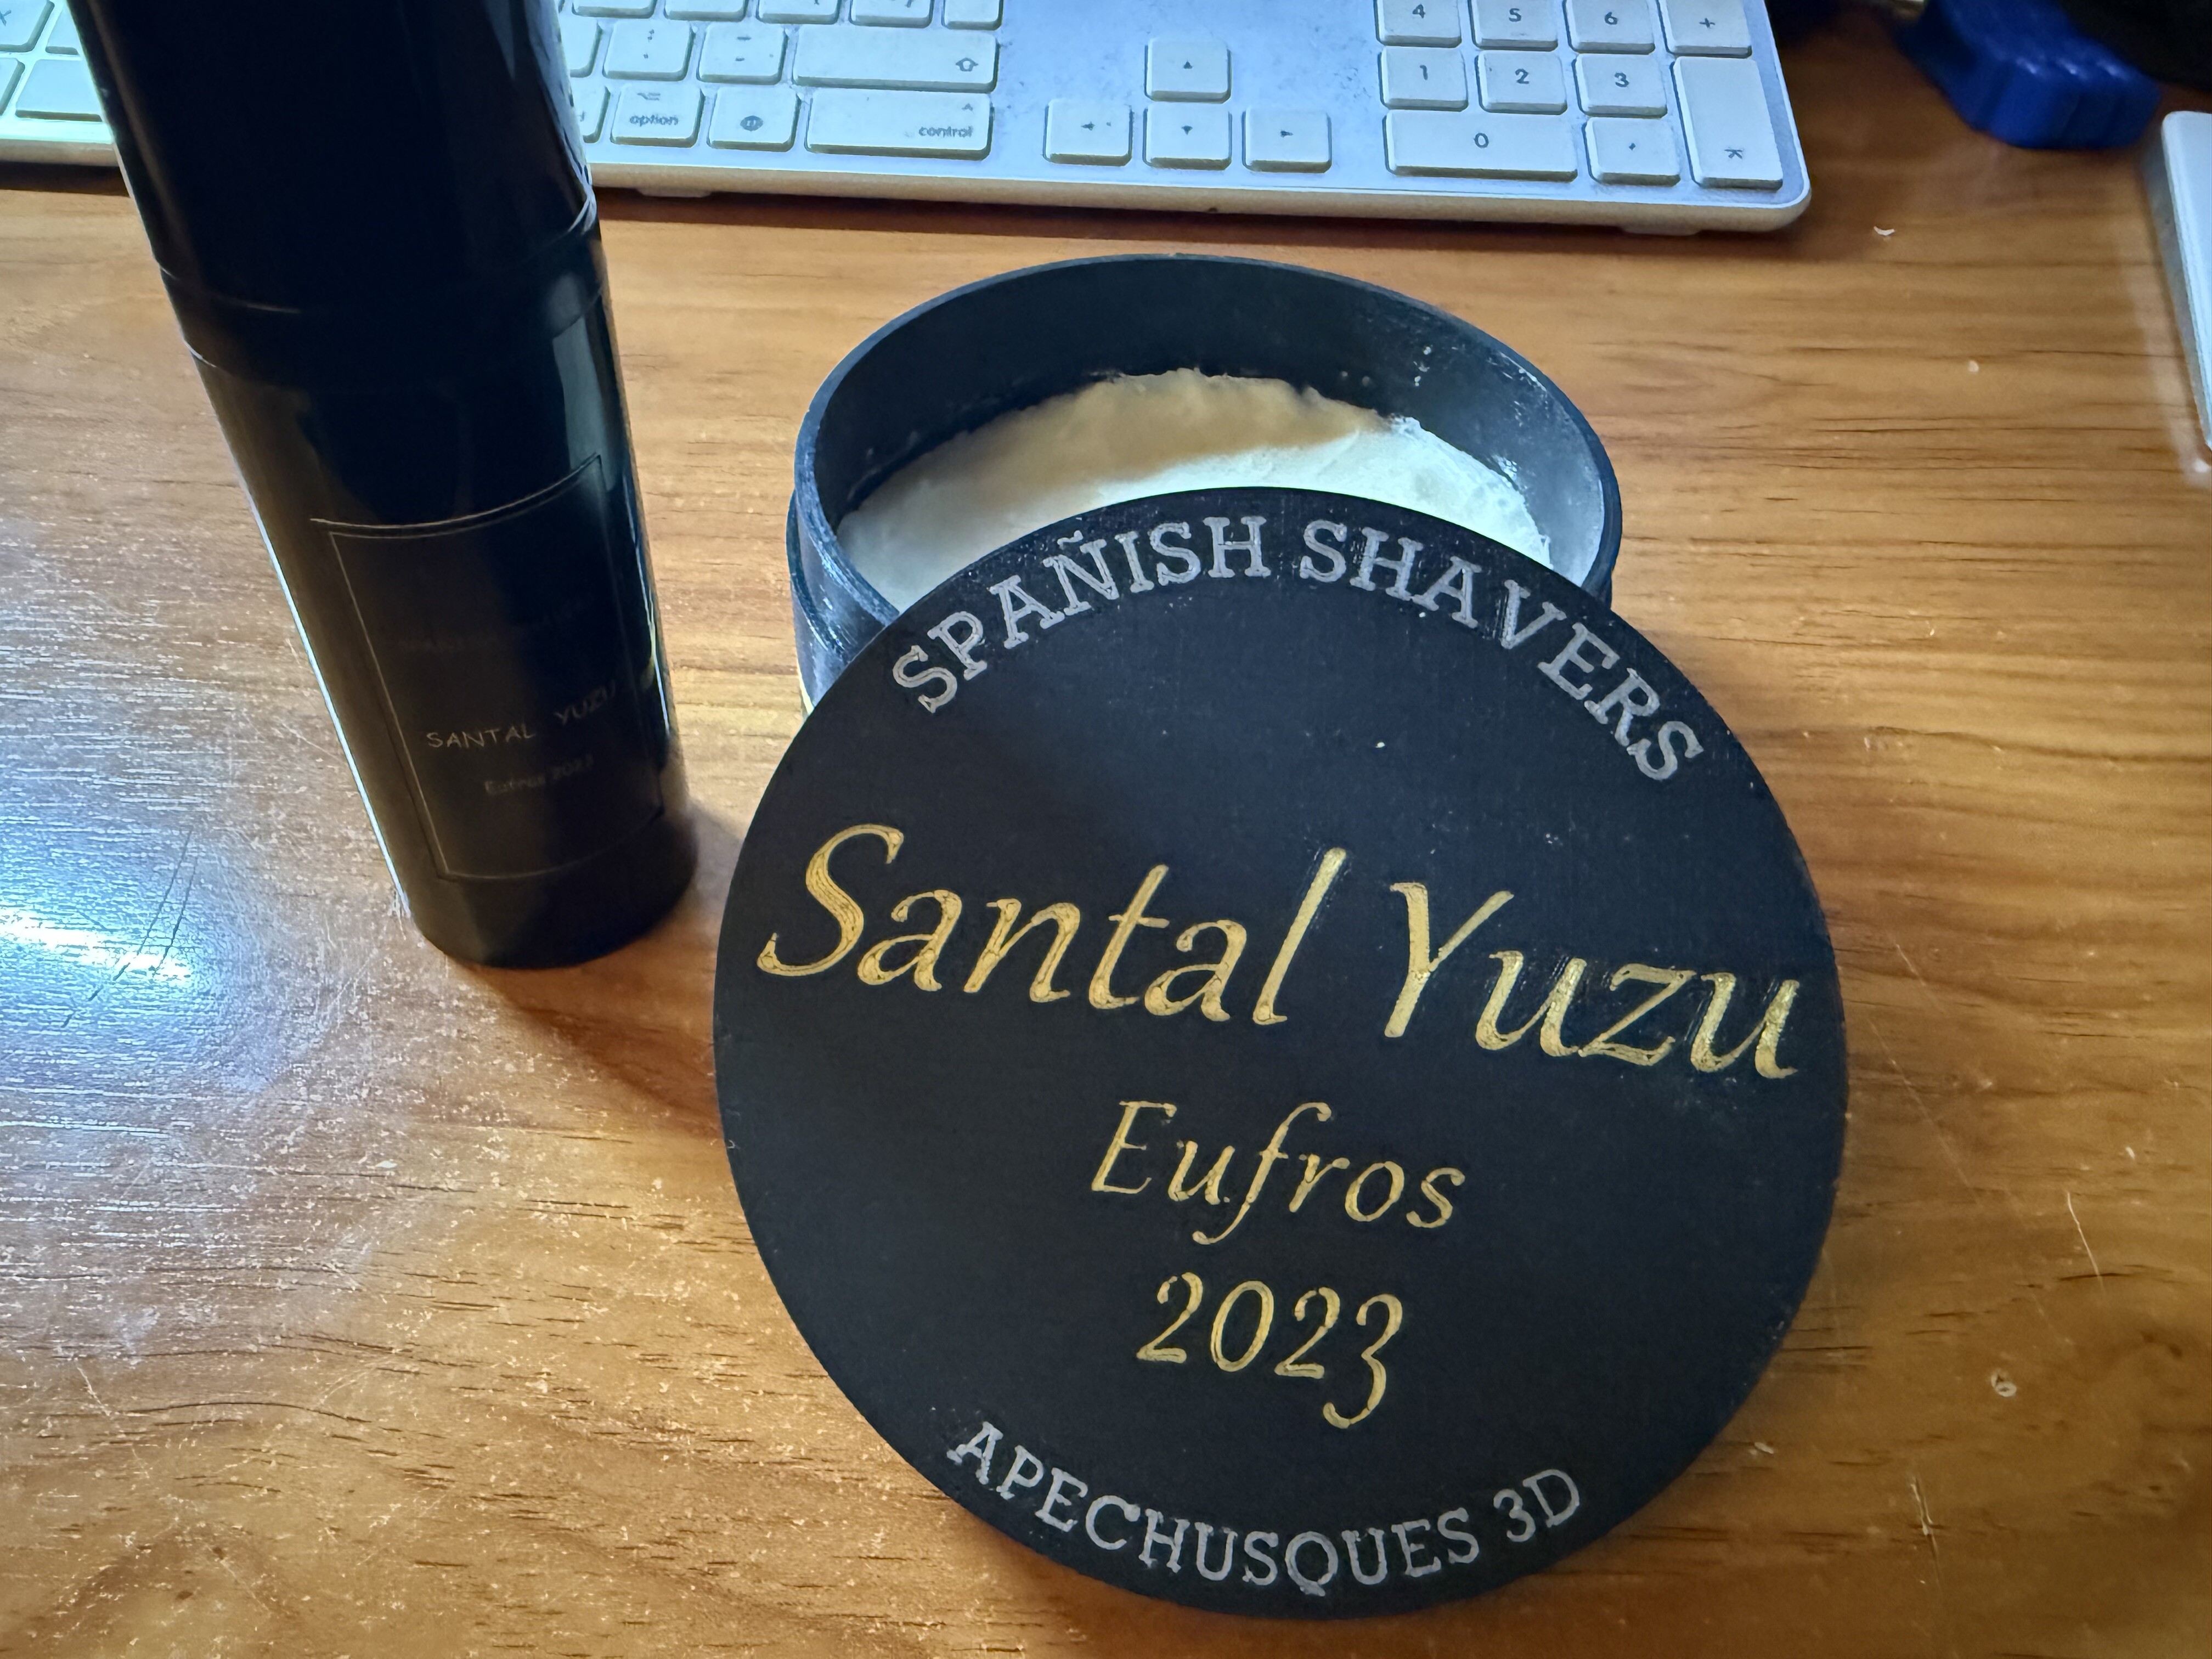 4 5 6 +
1 2 3
0
option
control
SPAÑISH SHAVERS
Santal Yuzu
Eufros
2023
APECHUSQUES 3D
SANTAL YUZU
Eufros 2023